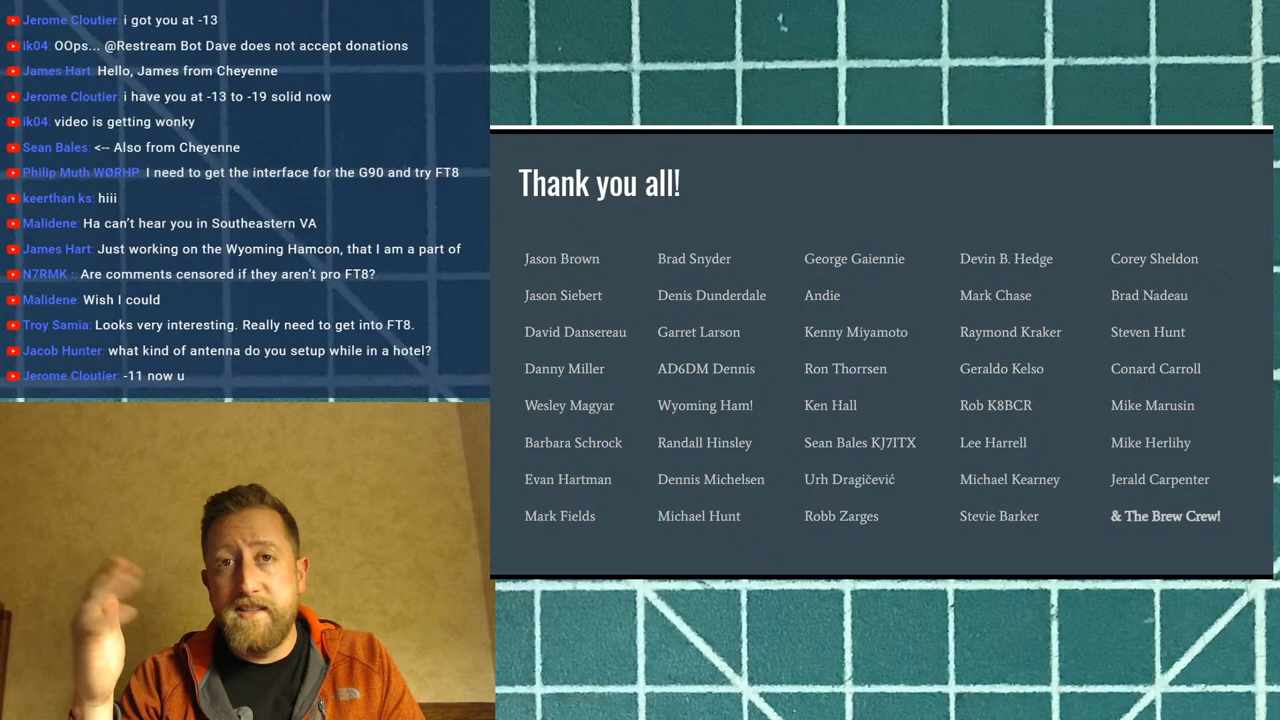 Jerome Cloutier: i got you at -13
ik04: OOps... @Restream Bot Dave does not accept donations
James Hart: Hello, James from Cheyenne
Jerome Cloutier: i have you at -13 to -19 solid now
ik04: video is getting wonky
Sean Bales: <-- Also from Cheyenne
Philip Muth WØRHP: I need to get the interface for the G90 and try FT8
keerthan ks: hiii
Malidene: Ha can’t hear you in Southeastern VA
James Hart: Just working on the Wyoming Hamcon, that I am a part of
N7RMK : Are comments censored if they aren’t pro FT8?
Malidene: Wish I could
Troy Samia: Looks very interesting. Really need to get into FT8.
Jacob Hunter: what kind of antenna do you setup while in a hotel?
Jerome Cloutier: -11 now u
Thank you all!
Jason Brown Brad Snyder George Gaiennie Devin B. Hedge Corey Sheldon
Jason Siebert Denis Dunderdale Andie Mark Chase Brad Nadeau
David Dansereau Garret Larson Kenny Miyamoto Raymond Kraker Steven Hunt
Danny Miller AD6DM Dennis Ron Thorrsen Geraldo Kelso Conard Carroll
Wesley Magyar Wyoming Ham! Ken Hall Rob K8BCR Mike Marusin
Barbara Schrock Randall Hinsley Sean Bales KJ7ITX Lee Harrell Mike Herlihy
Evan Hartman Dennis Michelsen Urh Dragičević Michael Kearney Jerald Carpenter
Mark Fields Michael Hunt Robb Zarges Stevie Barker & The Brew Crew!